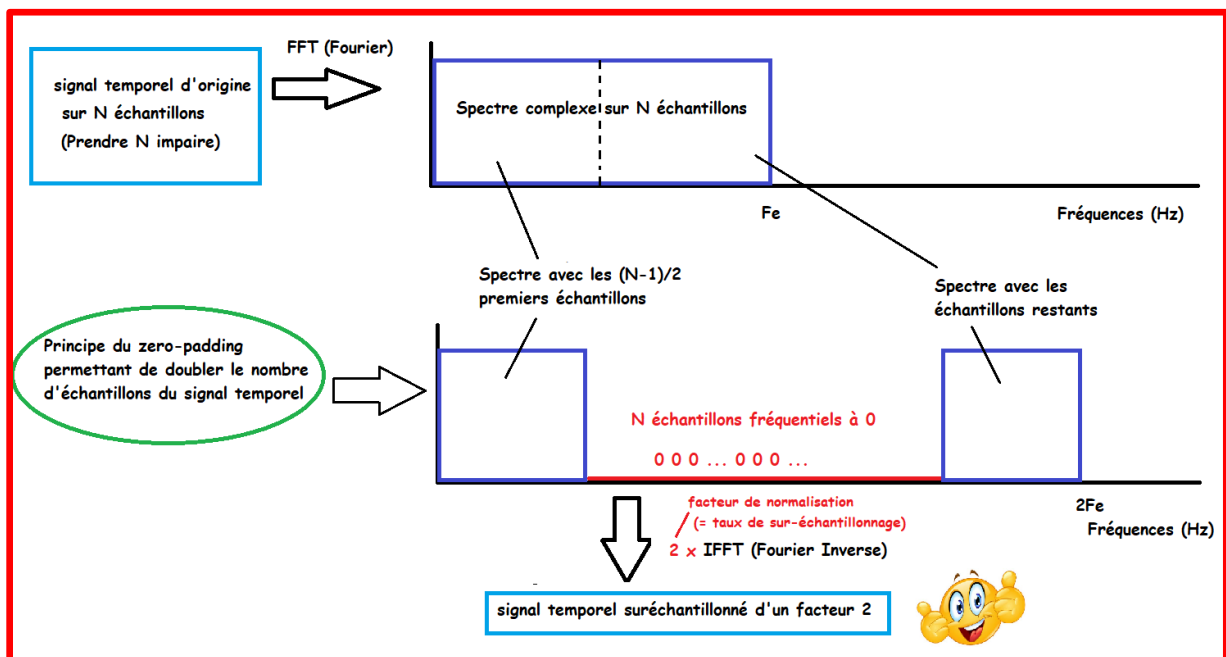 signal temporel d'origine
sur N échantillons
(Prendre N impaire)
FFT (Fourier)
Spectre complexe sur N échantillons
Fe
Fréquences (Hz)
Spectre avec les (N-1)/2
premiers échantillons
Spectre avec les
échantillons restants
Principe du zero-padding
permettant de doubler le nombre
d'échantillons du signal temporel
N échantillons fréquentiels à 0
0 0 0 ... 0 0 0 ...
2Fe
Fréquences (Hz)
facteur de normalisation
(= taux de sur-échantillonnage)
2 x IFFT (Fourier Inverse)
signal temporel suréchantillonné d'un facteur 2